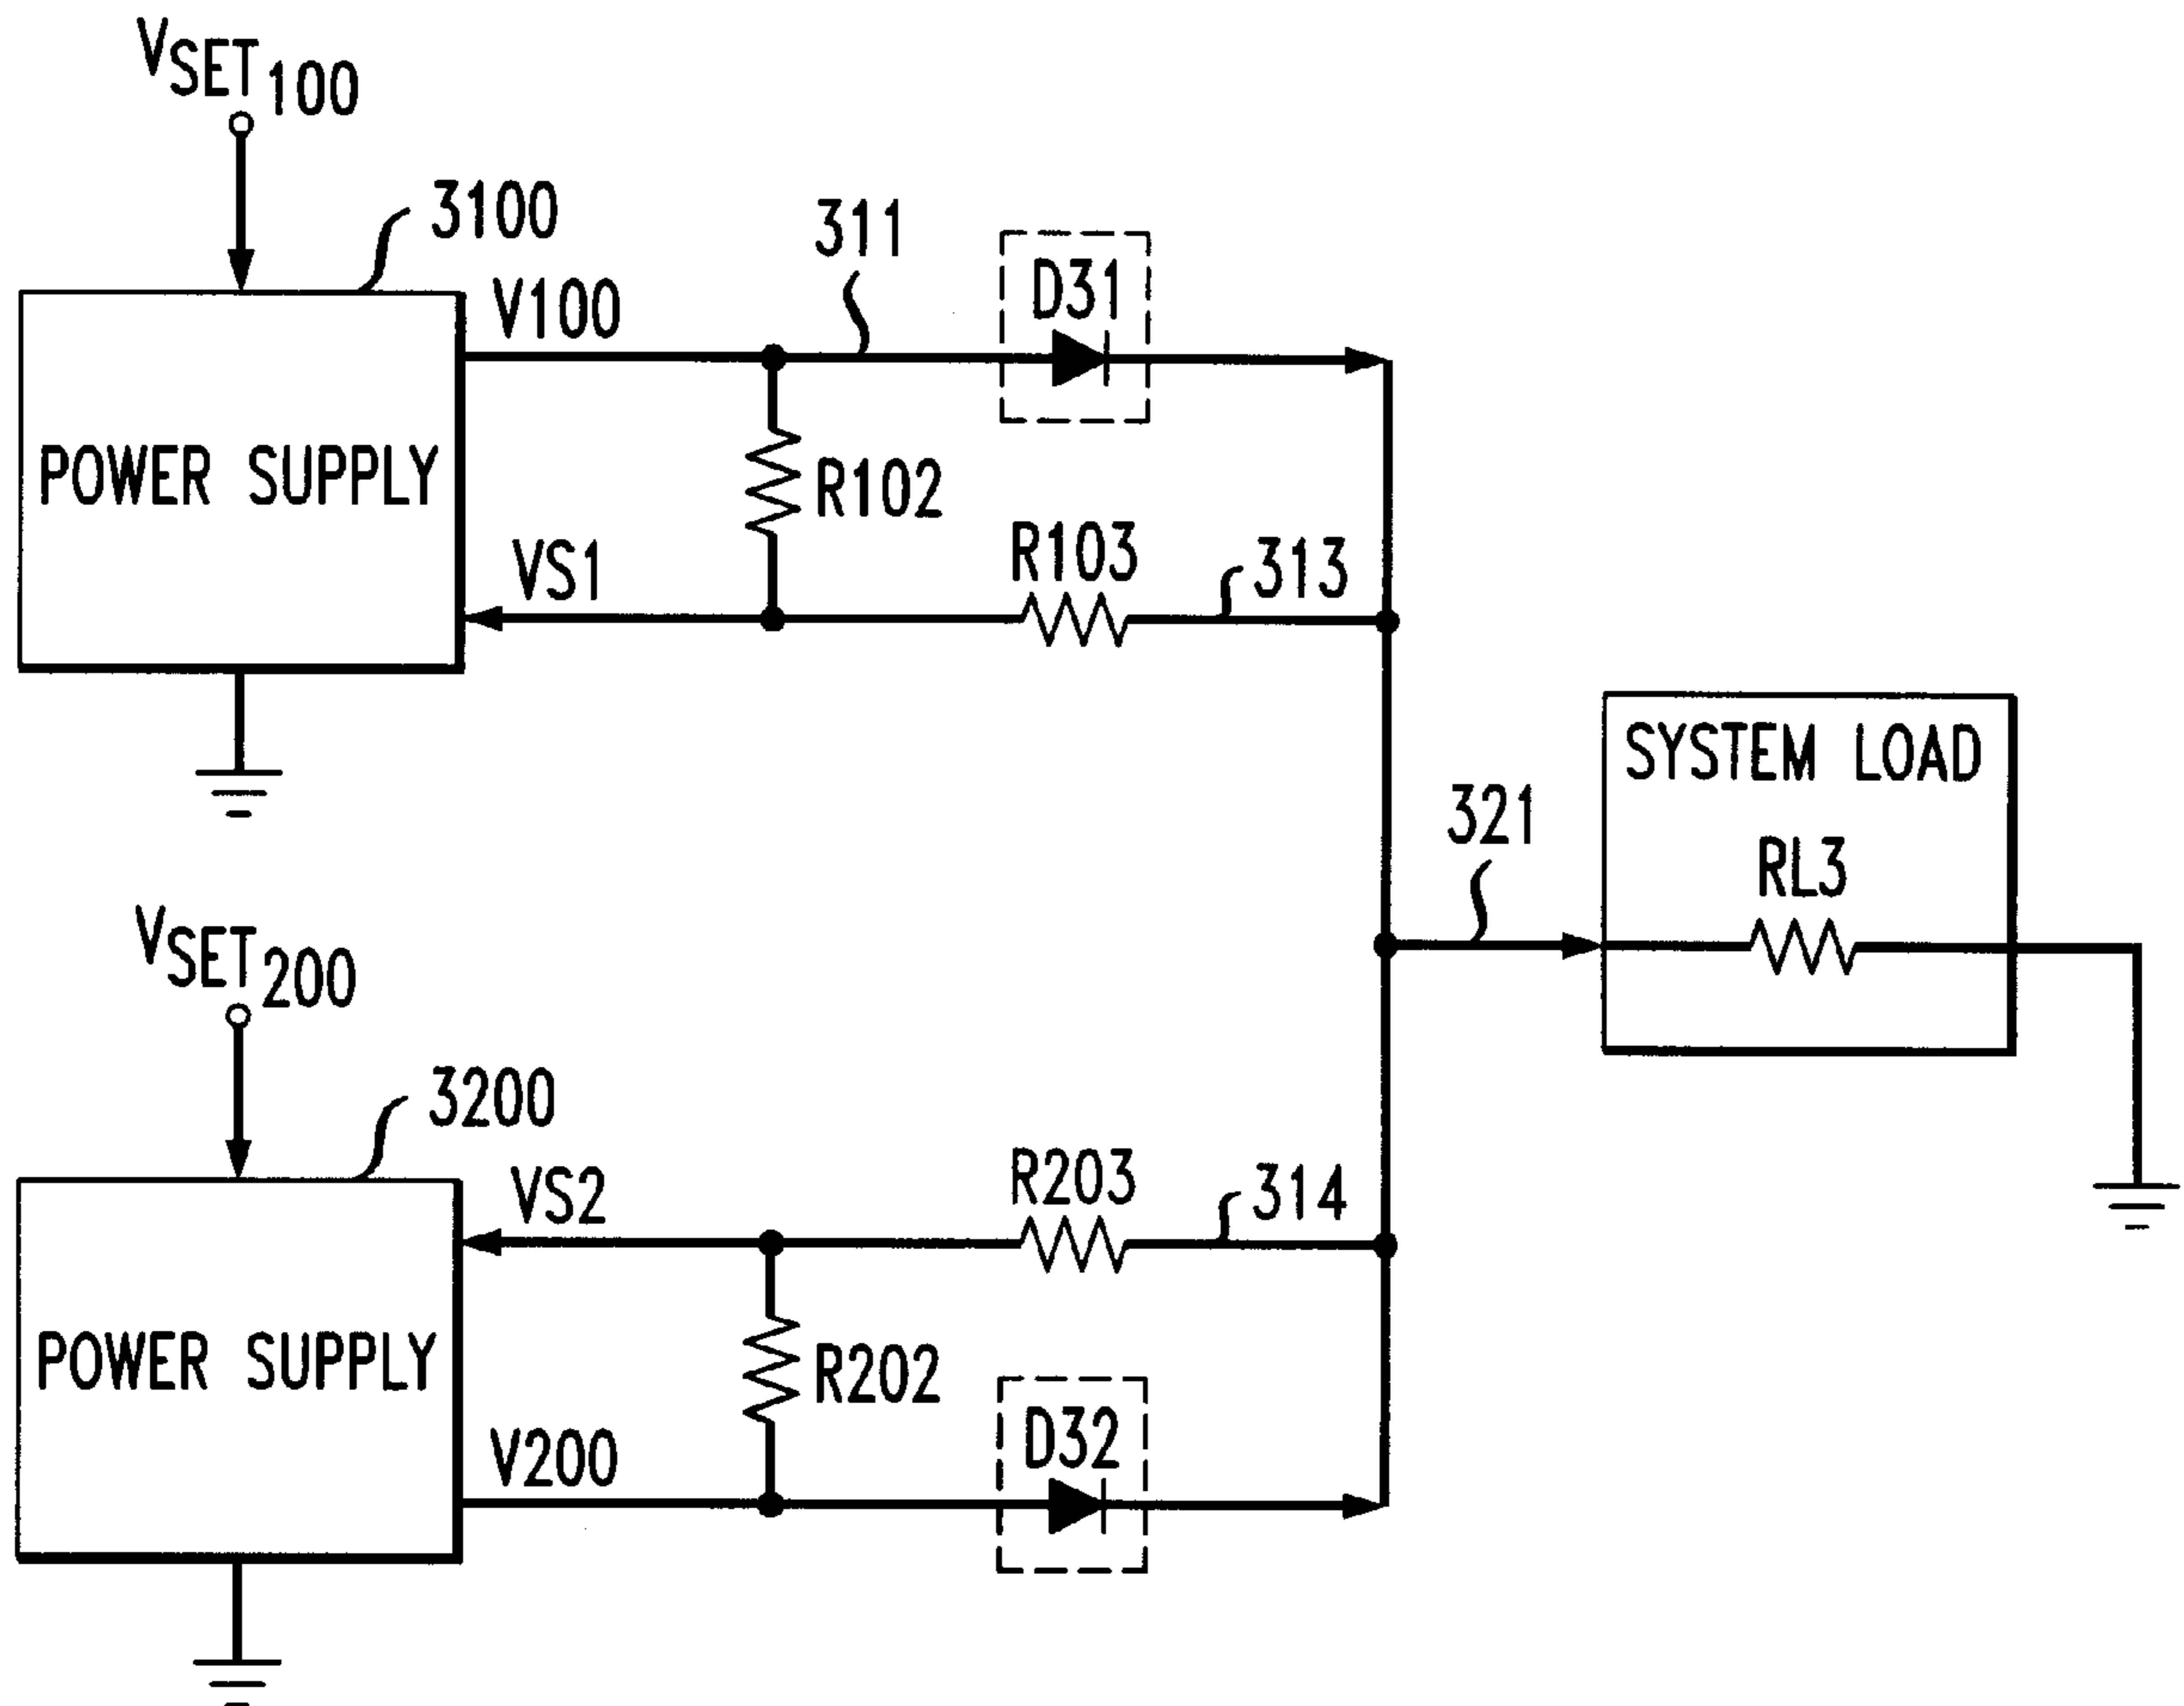 VSET100
3100
311
V100
D31
POWER SUPPLY
R102
VS1
R103
313
SYSTEM LOAD
321
RL3
VSET200
3200
VS2
R203
314
POWER SUPPLY
R202
V200
D32